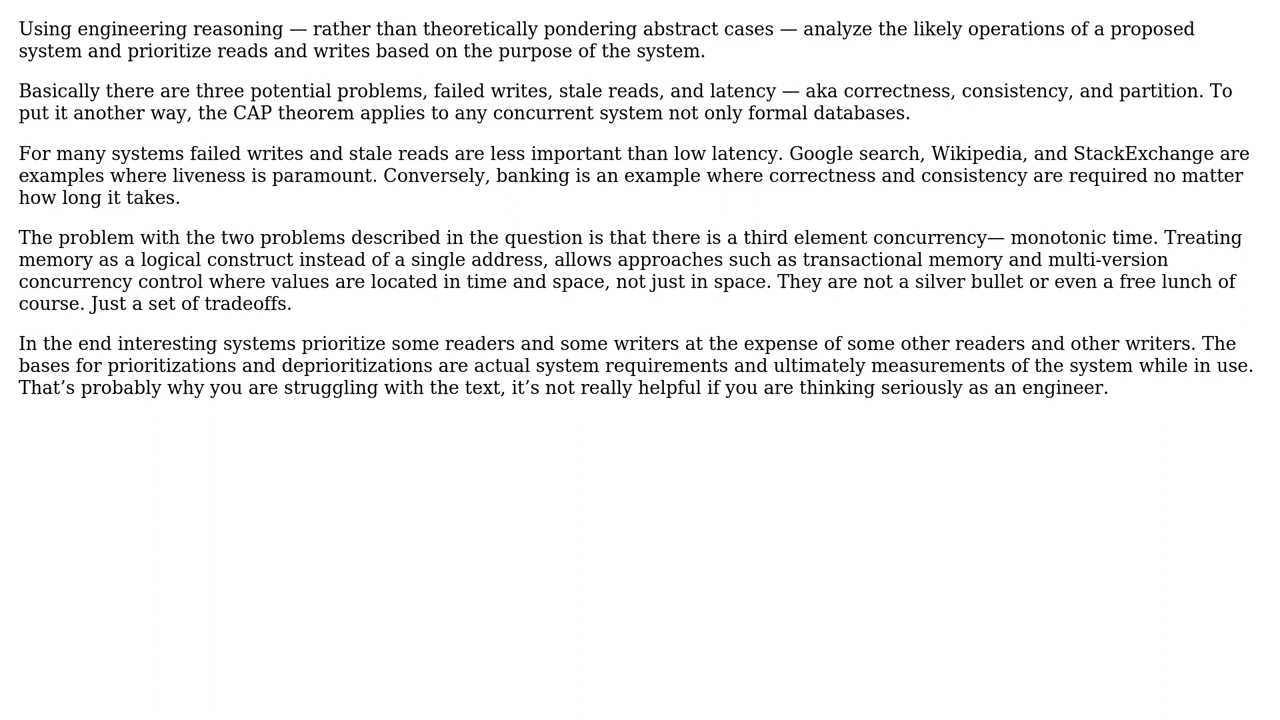 Using engineering reasoning — rather than theoretically pondering abstract cases — analyze the likely operations of a proposed
system and prioritize reads and writes based on the purpose of the system.
Basically there are three potential problems, failed writes, stale reads, and latency — aka correctness, consistency, and partition. To
put it another way, the CAP theorem applies to any concurrent system not only formal databases.
For many systems failed writes and stale reads are less important than low latency. Google search, Wikipedia, and StackExchange are
examples where liveness is paramount. Conversely, banking is an example where correctness and consistency are required no matter
how long it takes.
The problem with the two problems described in the question is that there is a third element concurrency— monotonic time. Treating
memory as a logical construct instead of a single address, allows approaches such as transactional memory and multi-version
concurrency control where values are located in time and space, not just in space. They are not a silver bullet or even a free lunch of
course. Just a set of tradeoffs.
In the end interesting systems prioritize some readers and some writers at the expense of some other readers and other writers. The
bases for prioritizations and deprioritizations are actual system requirements and ultimately measurements of the system while in use.
That’s probably why you are struggling with the text, it’s not really helpful if you are thinking seriously as an engineer.